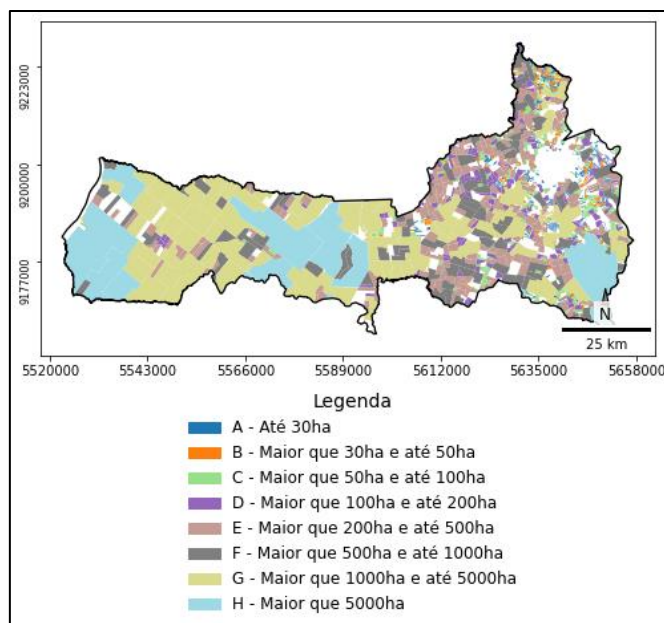 9223000
9200000
9177000
N
25 km
5520000 5543000 5566000 5589000 5612000 5635000 5658000
Legenda
A - Até 30ha
B - Maior que 30ha e até 50ha
C - Maior que 50ha e até 100ha
D - Maior que 100ha e até 200ha
E - Maior que 200ha e até 500ha
F - Maior que 500ha e até 1000ha
G - Maior que 1000ha e até 5000ha
H - Maior que 5000ha